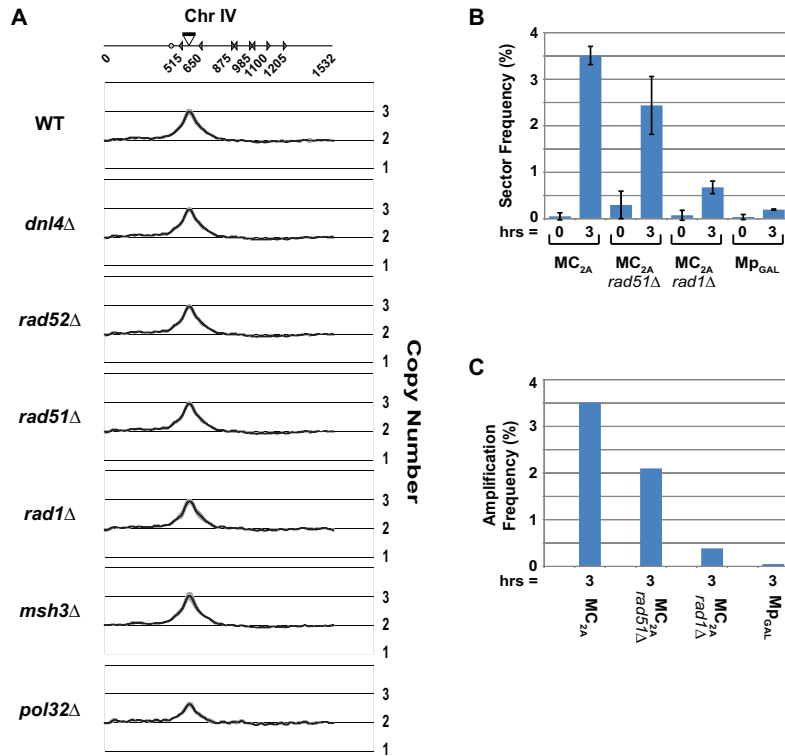 A
Chr IV
0
515
650
875
985
1100
1205
1532
WT
3
2
1
dnl4Δ
3
2
1
rad52Δ
3
2
1
rad51Δ
3
2
1
rad1Δ
3
2
1
msh3Δ
3
2
1
pol32Δ
3
2
1
Copy Number
B
Sector Frequency (%)
4
3
2
1
0
hrs = 0 3 0 3 0 3 0 3
MC2A MC2A MC2A MpGAL
rad51Δ rad1Δ
C
Amplification
Frequency (%)
4
3
2
1
0
hrs = 3 3 3 3
MC2A
MC2A
rad51Δ
MC2A
rad1Δ
MpGAL